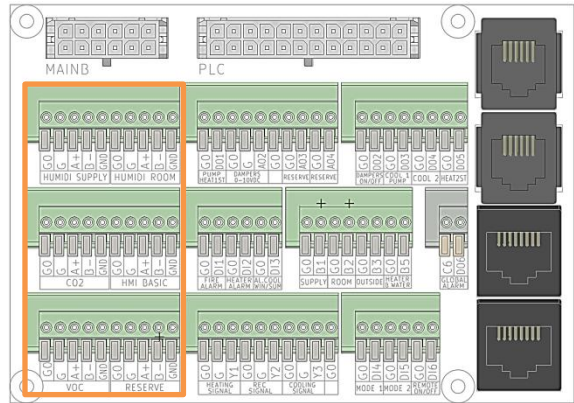 MAINB PLC
G0 G A+ B- GND G0 G A+ B- GND G0 DO1 G0 G AO2 G0 AO3 G0 AO4 G0 DO2 G0 DO3 G0 DO4 G0 DO5
HUMIDI SUPPLY HUMIDI ROOM PUMP HEAT1ST DAMPERS 0-10VDC RESERVE RESERVE DAMPERS ON/OFF COOL 1 PUMP COOL 2 HEAT2ST
G0 G A+ B- GND G0 G A+ B- GND G0 DI1 G0 DI2 G0 DI3 G0 B1 G0 B2 G0 B3 G0 B5 C6 DO6
CO2 HMI BASIC FIRE ALARM HEATER ALARM AL.COOL WIN/SUM SUPPLY ROOM OUTSIDE HEATER WATER GLOBAL ALARM
G0 G A+ B- GND G0 G A+ B- GND G0 G Y1 G0 G Y2 G0 G Y3 G0 G0 DI4 G0 DI5 G0 DI6
VOC RESERVE HEATING SIGNAL REC SIGNAL COOLING SIGNAL MODE 1 MODE 2 REMOTE ON/OFF